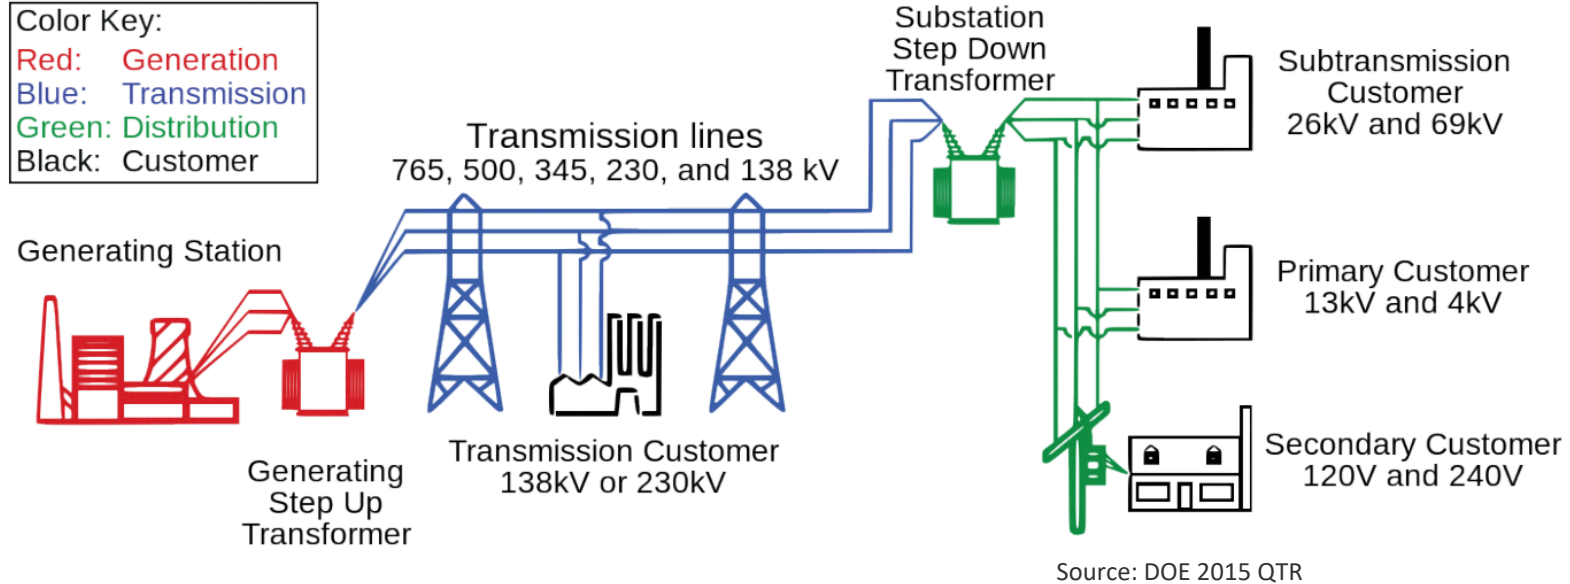 Color Key:
Red: Generation
Blue: Transmission
Green: Distribution
Black: Customer
Substation
Step Down
Transformer
Subtransmission
Customer
26kV and 69kV
Transmission lines
765, 500, 345, 230, and 138 kV
Generating Station
Primary Customer
13kV and 4kV
Transmission Customer
138kV or 230kV
Generating
Step Up
Transformer
Secondary Customer
120V and 240V
Source: DOE 2015 QTR